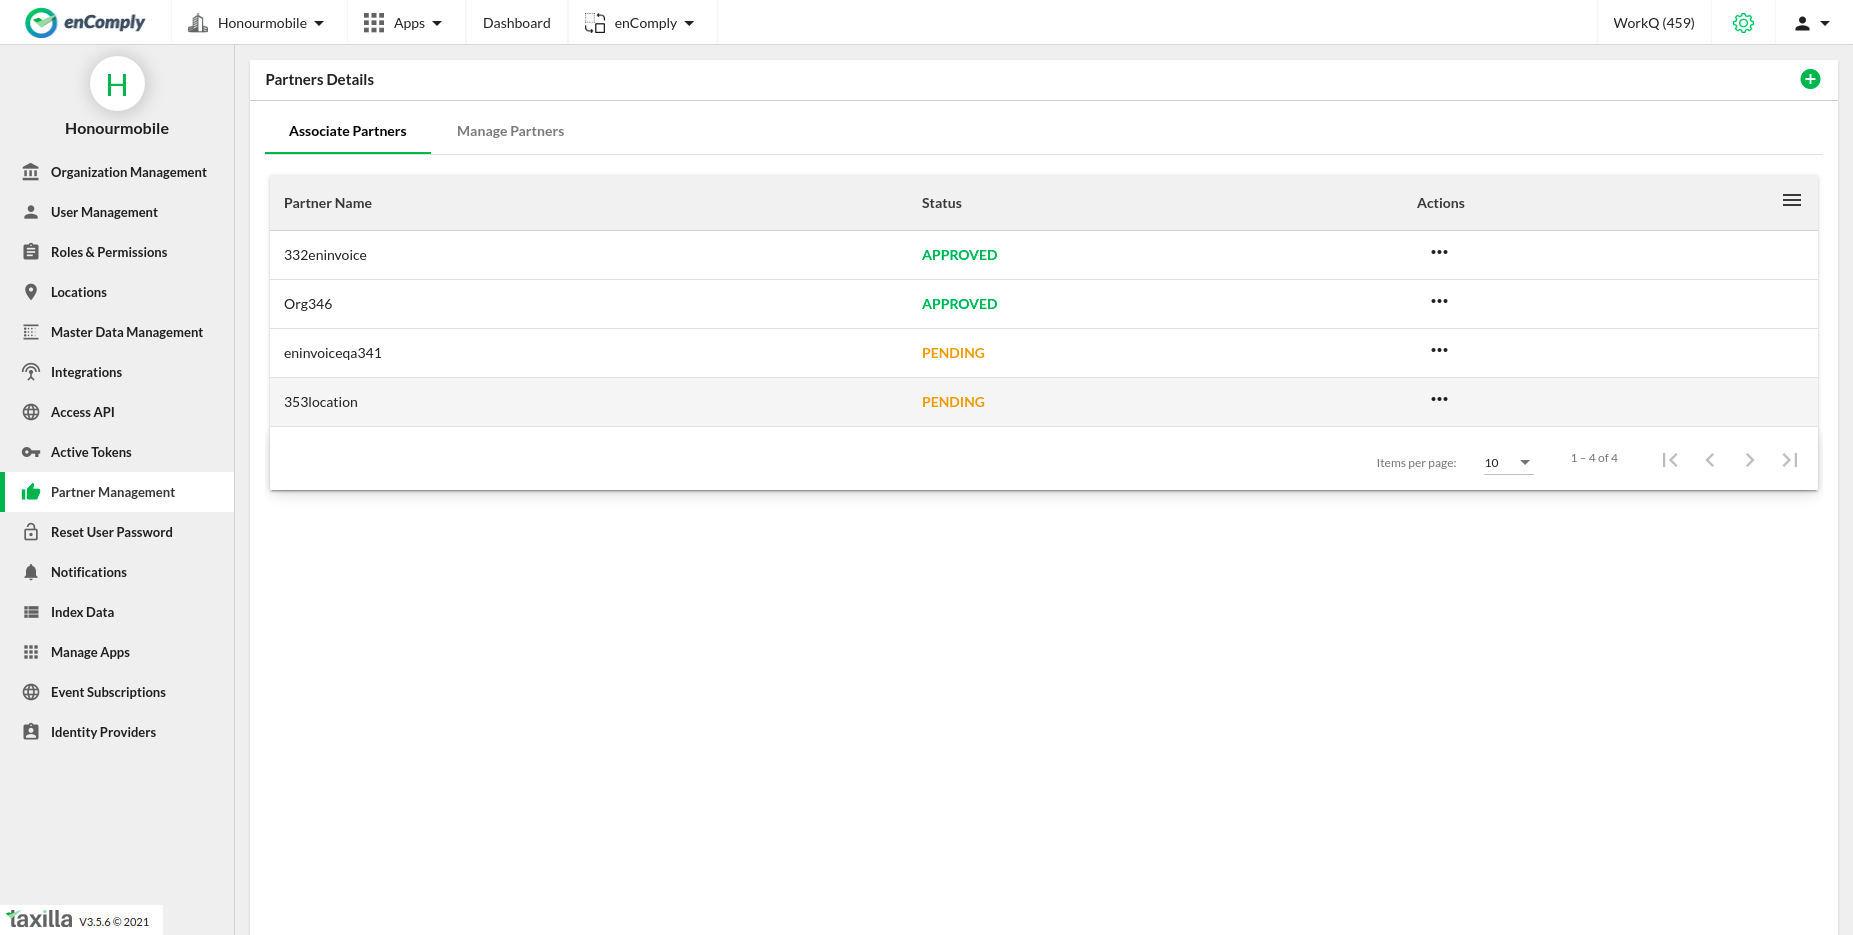 enComply
Honourmobile
Apps
Dashboard
enComply
WorkQ (459)
H
Honourmobile
Organization Management
User Management
Roles & Permissions
Locations
Master Data Management
Integrations
Access API
Active Tokens
Partner Management
Reset User Password
Notifications
Index Data
Manage Apps
Event Subscriptions
Identity Providers
taxilla V3.5.6 © 2021
Partners Details
Associate Partners Manage Partners
Partner Name Status Actions
332eninvoice APPROVED
Org346 APPROVED
eninvoiceqa341 PENDING
353location PENDING
Items per page: 10 1 – 4 of 4